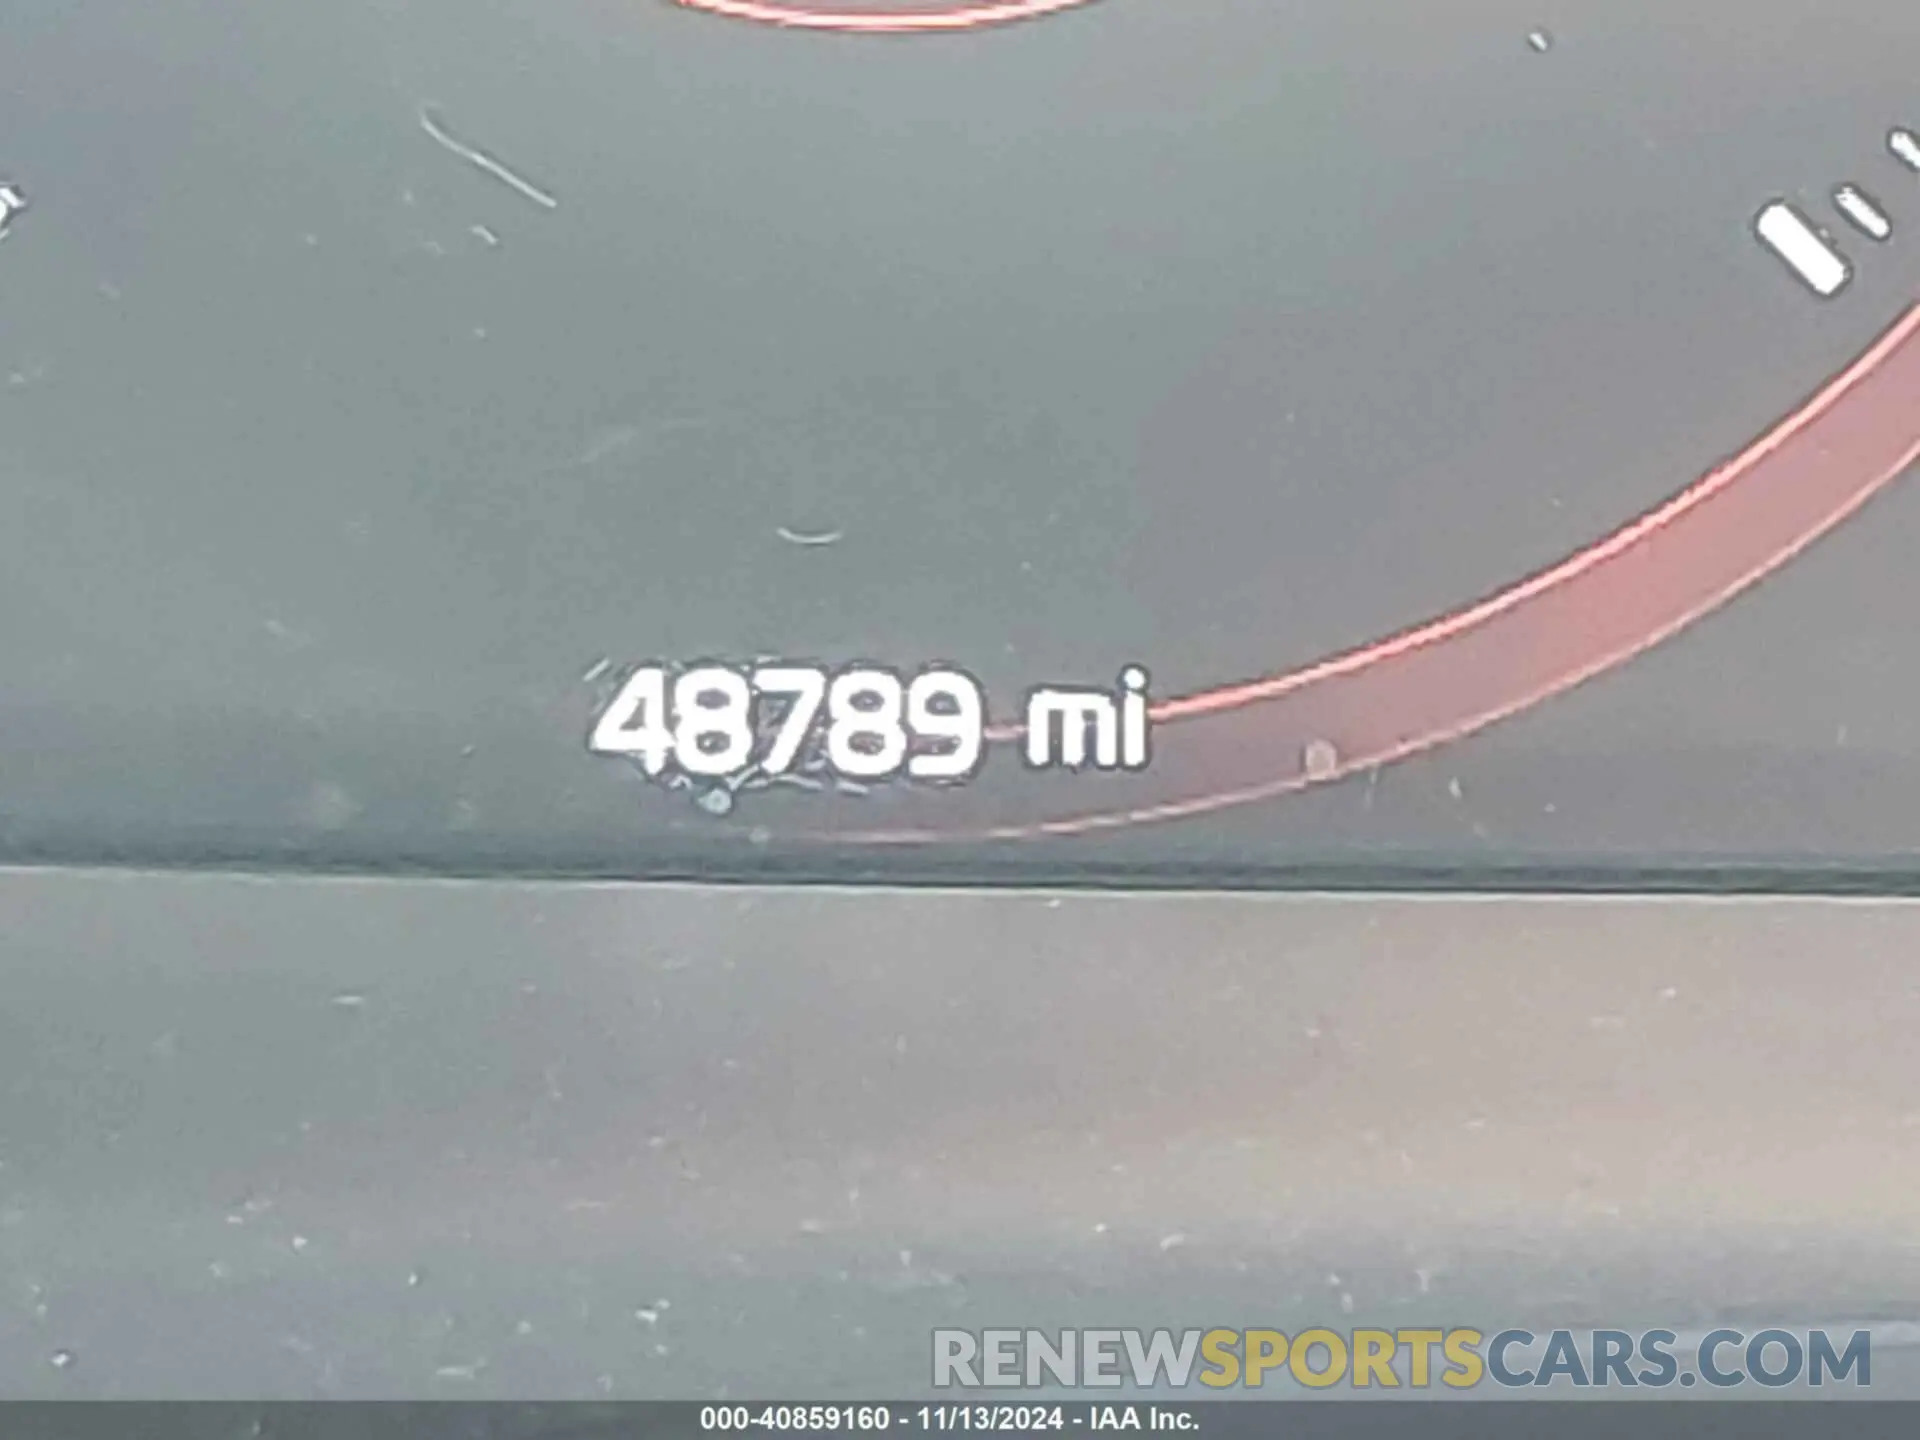 48789 mi
RENEWSPORTSCARS.COM
000-40859160 - 11/13/2024 - IAA Inc.